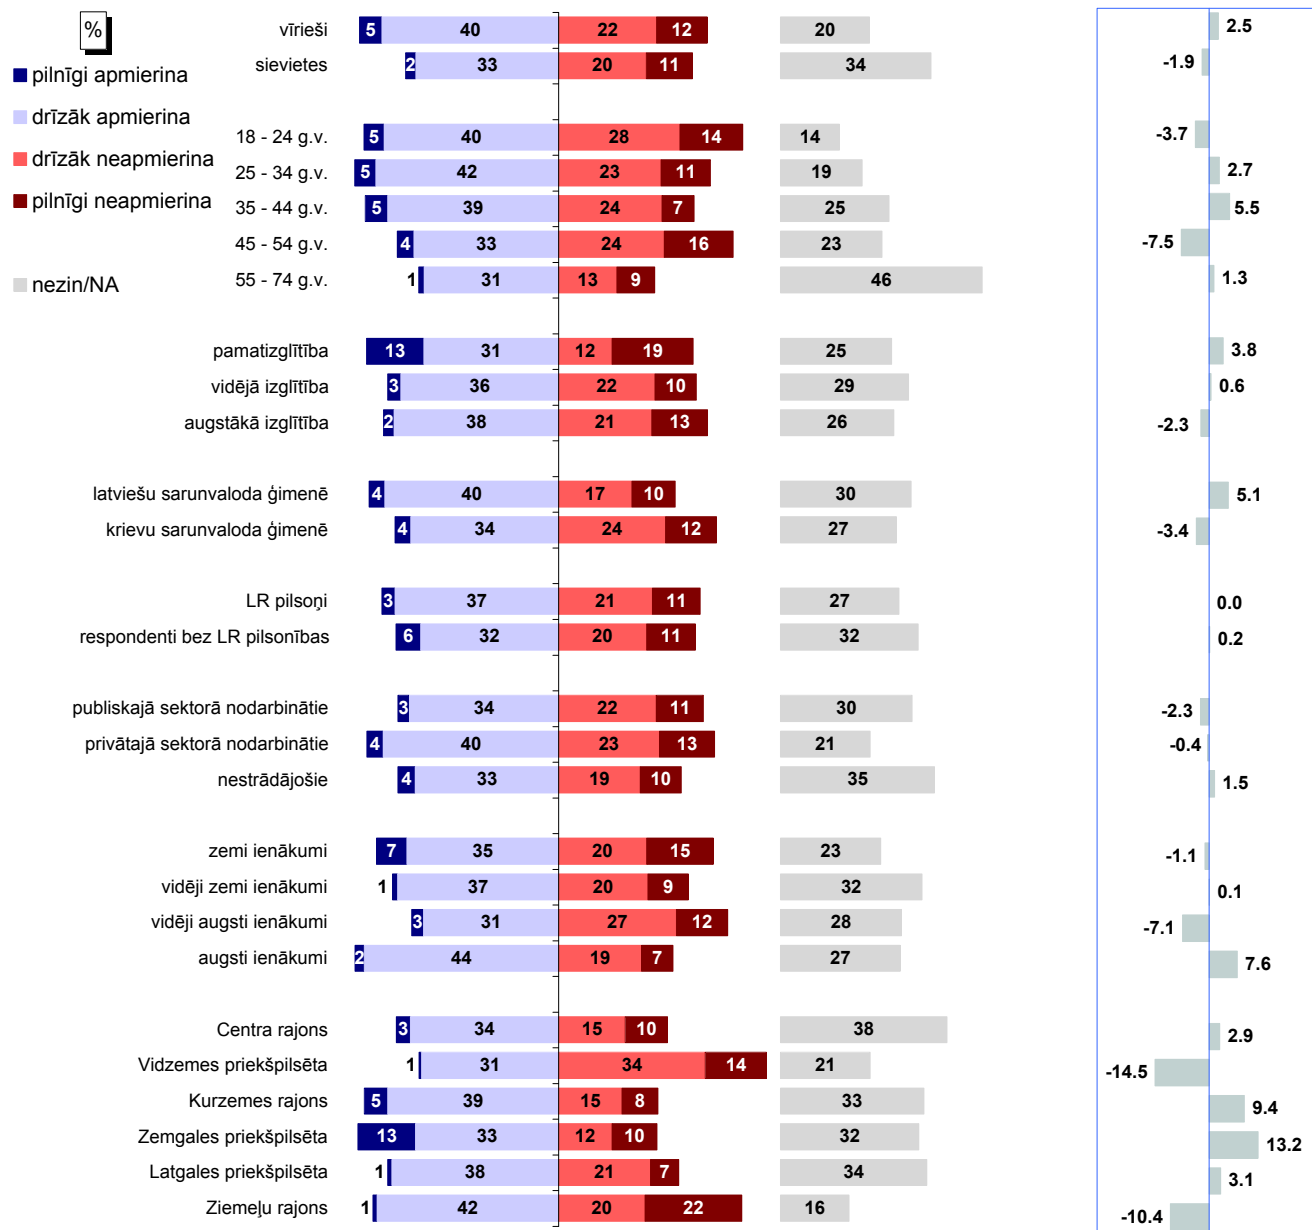 %
pilnīgi apmierina
drīzāk apmierina
drīzāk neapmierina
pilnīgi neapmierina
nezin/NA
vīrieši 5 40 22 12 20 2.5
sievietes 2 33 20 11 34 -1.9
18 - 24 g.v. 5 40 28 14 14 -3.7
25 - 34 g.v. 5 42 23 11 19 2.7
35 - 44 g.v. 5 39 24 7 25 5.5
45 - 54 g.v. 4 33 24 16 23 -7.5
55 - 74 g.v. 1 31 13 9 46 1.3
pamatizglītība 13 31 12 19 25 3.8
vidējā izglītība 3 36 22 10 29 0.6
augstākā izglītība 2 38 21 13 26 -2.3
latviešu sarunvaloda ģimenē 4 40 17 10 30 5.1
krievu sarunvaloda ģimenē 4 34 24 12 27 -3.4
LR pilsoņi 3 37 21 11 27 0.0
respondenti bez LR pilsonības 6 32 20 11 32 0.2
publiskajā sektorā nodarbinātie 3 34 22 11 30 -2.3
privātajā sektorā nodarbinātie 4 40 23 13 21 -0.4
nestrādājošie 4 33 19 10 35 1.5
zemi ienākumi 7 35 20 15 23 -1.1
vidēji zemi ienākumi 1 37 20 9 32 0.1
vidēji augsti ienākumi 3 31 27 12 28 -7.1
augsti ienākumi 2 44 19 7 27 7.6
Centra rajons 3 34 15 10 38 2.9
Vidzemes priekšpilsēta 1 31 34 14 21 -14.5
Kurzemes rajons 5 39 15 8 33 9.4
Zemgales priekšpilsēta 13 33 12 10 32 13.2
Latgales priekšpilsēta 1 38 21 7 34 3.1
Ziemeļu rajons 1 42 20 22 16 -10.4